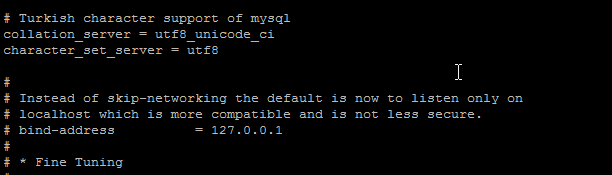 # Turkish character support of mysql
collation_server = utf8_unicode_ci
character_set_server = utf8
#
# Instead of skip-networking the default is now to listen only on
# localhost which is more compatible and is not less secure.
# bind-address          = 127.0.0.1
#
# * Fine Tuning